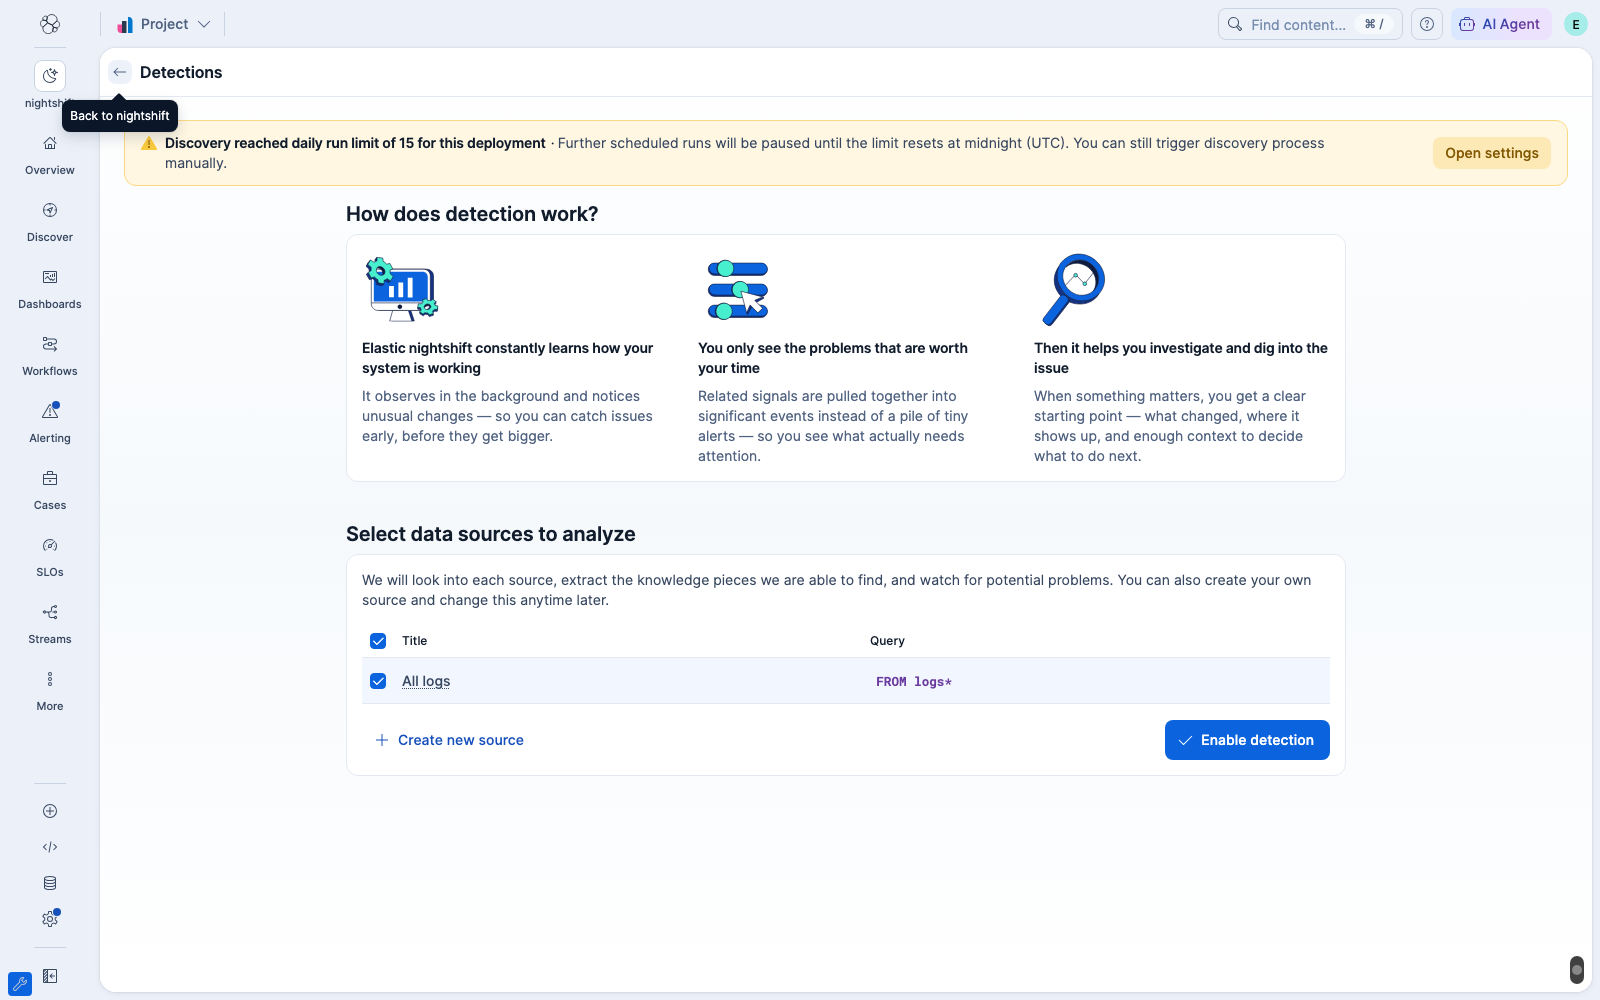 Project
Find content...
⌘ /
AI Agent
E
Detections
nightshift
Back to nightshift
Overview
Discover
Dashboards
Workflows
Alerting
Cases
SLOs
Streams
More
Discovery reached daily run limit of 15 for this deployment · Further scheduled runs will be paused until the limit resets at midnight (UTC). You can still trigger discovery process
manually.
Open settings
How does detection work?
Elastic nightshift constantly learns how your
system is working
It observes in the background and notices
unusual changes — so you can catch issues
early, before they get bigger.
You only see the problems that are worth
your time
Related signals are pulled together into
significant events instead of a pile of tiny
alerts — so you see what actually needs
attention.
Then it helps you investigate and dig into the
issue
When something matters, you get a clear
starting point — what changed, where it
shows up, and enough context to decide
what to do next.
Select data sources to analyze
We will look into each source, extract the knowledge pieces we are able to find, and watch for potential problems. You can also create your own
source and change this anytime later.
Title
Query
All logs
FROM logs*
Create new source
Enable detection